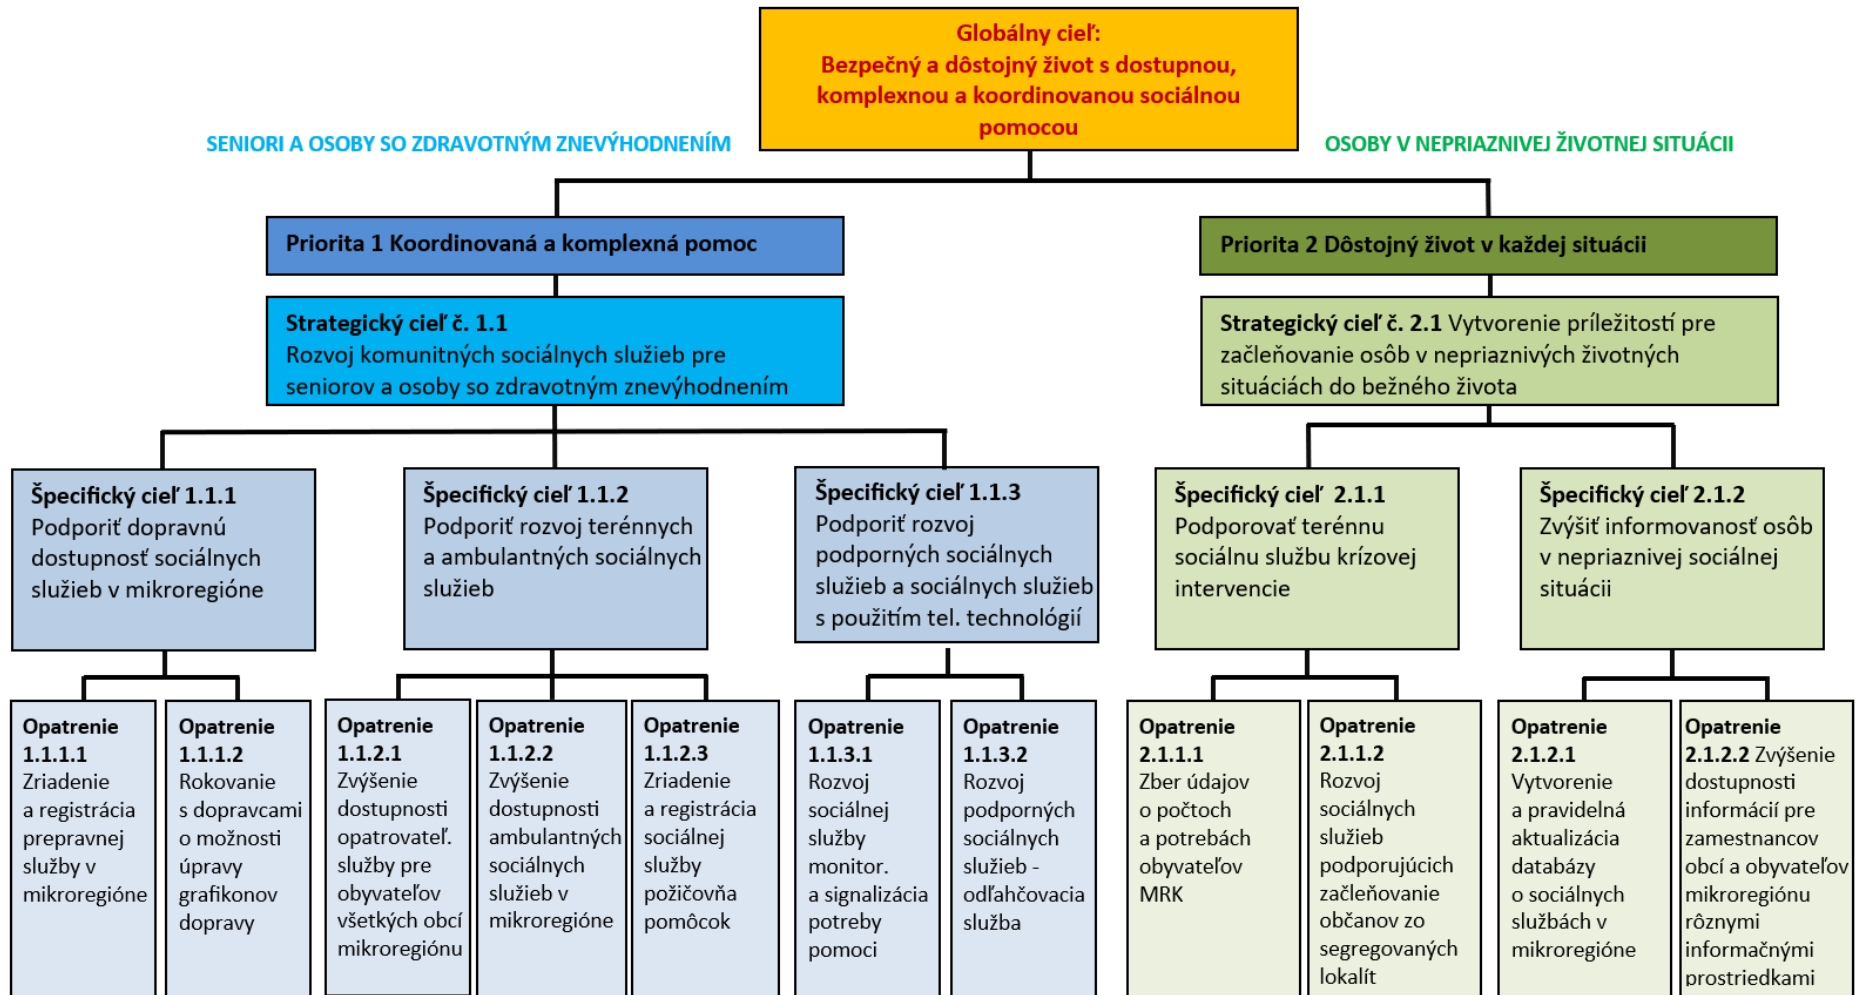 Globálny cieľ:
Bezpečný a dôstojný život s dostupnou,
komplexnou a koordinovanou sociálnou
pomocou
SENIORI A OSOBY SO ZDRAVOTNÝM ZNEVÝHODNENÍM
OSOBY V NEPRIAZNIVEJ ŽIVOTNEJ SITUÁCII
Priorita 1 Koordinovaná a komplexná pomoc
Priorita 2 Dôstojný život v každej situácii
Strategický cieľ č. 1.1
Rozvoj komunitných sociálnych služieb pre
seniorov a osoby so zdravotným znevýhodnením
Strategický cieľ č. 2.1 Vytvorenie príležitostí pre
začleňovanie osôb v nepriaznivých životných
situáciách do bežného života
Špecifický cieľ 1.1.1
Podporiť dopravnú
dostupnosť sociálnych
služieb v mikroregióne
Špecifický cieľ 1.1.2
Podporiť rozvoj terénnych
a ambulantných sociálnych
služieb
Špecifický cieľ 1.1.3
Podporiť rozvoj
podporných sociálnych
služieb a sociálnych služieb
s použitím tel. technológií
Špecifický cieľ 2.1.1
Podporovať terénnu
sociálnu službu krízovej
intervencie
Špecifický cieľ 2.1.2
Zvýšiť informovanosť osôb
v nepriaznivej sociálnej
situácii
Opatrenie
1.1.1.1
Zriadenie
a registrácia
prepravnej
služby v
mikroregióne
Opatrenie
1.1.1.2
Rokovanie
s dopravcami
o možnosti
úpravy
grafikonov
dopravy
Opatrenie
1.1.2.1
Zvýšenie
dostupnosti
opatrovateľ.
služby pre
obyvateľov
všetkých obcí
mikroregiónu
Opatrenie
1.1.2.2
Zvýšenie
dostupnosti
ambulantných
sociálnych
služieb v
mikroregióne
Opatrenie
1.1.2.3
Zriadenie
a registrácia
sociálnej
služby
požičovňa
pomôcok
Opatrenie
1.1.3.1
Rozvoj
sociálnej
služby
monitor.
a signalizácia
potreby
pomoci
Opatrenie
1.1.3.2
Rozvoj
podporných
sociálnych
služieb -
odľahčovacia
služba
Opatrenie
2.1.1.1
Zber údajov
o počtoch
a potrebách
obyvateľov
MRK
Opatrenie
2.1.1.2
Rozvoj
sociálnych
služieb
podporujúcich
začleňovanie
občanov zo
segregovaných
lokalít
Opatrenie
2.1.2.1
Vytvorenie
a pravidelná
aktualizácia
databázy
o sociálnych
službách v
mikroregióne
Opatrenie
2.1.2.2 Zvýšenie
dostupnosti
informácií pre
zamestnancov
obcí a obyvateľov
mikroregiónu
rôznymi
informačnými
prostriedkami